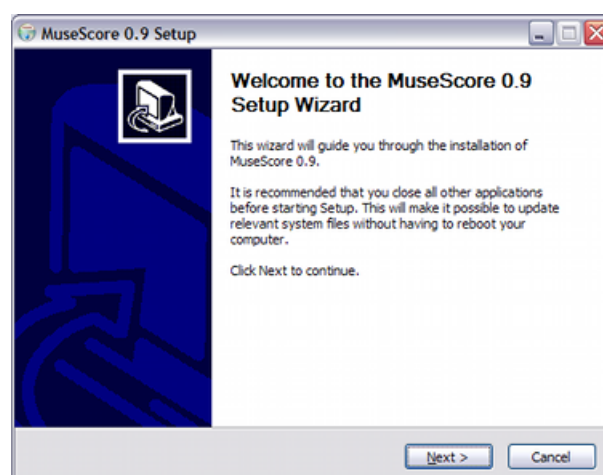 MuseScore 0.9 Setup
Welcome to the MuseScore 0.9
Setup Wizard
This wizard will guide you through the installation of
MuseScore 0.9.
It is recommended that you close all other applications
before starting Setup. This will make it possible to update
relevant system files without having to reboot your
computer.
Click Next to continue.
Next >
Cancel